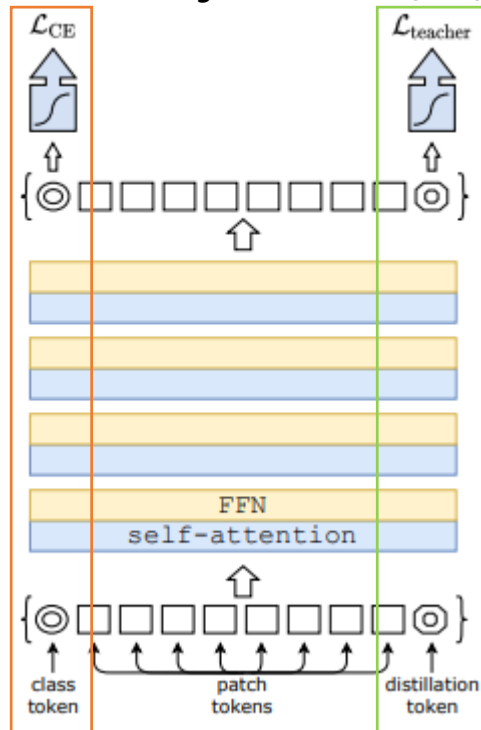 ℒCE
ℒteacher
FFN
self-attention
class token
patch tokens
distillation token